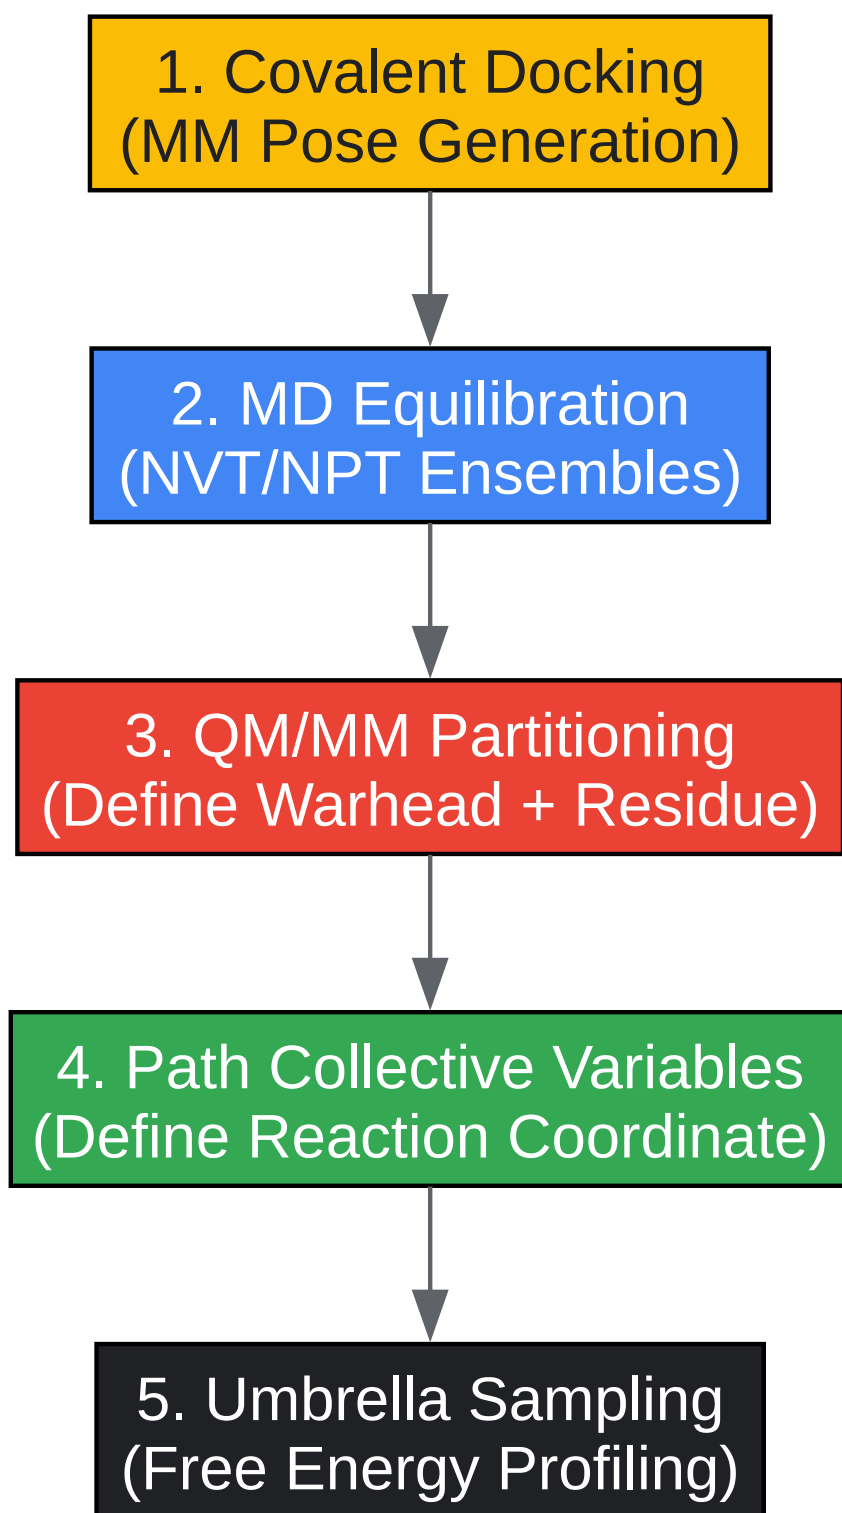 1. Covalent Docking
(MM Pose Generation)
2. MD Equilibration
(NVT/NPT Ensembles)
3. QM/MM Partitioning
(Define Warhead + Residue)
4. Path Collective Variables
(Define Reaction Coordinate)
5. Umbrella Sampling
(Free Energy Profiling)